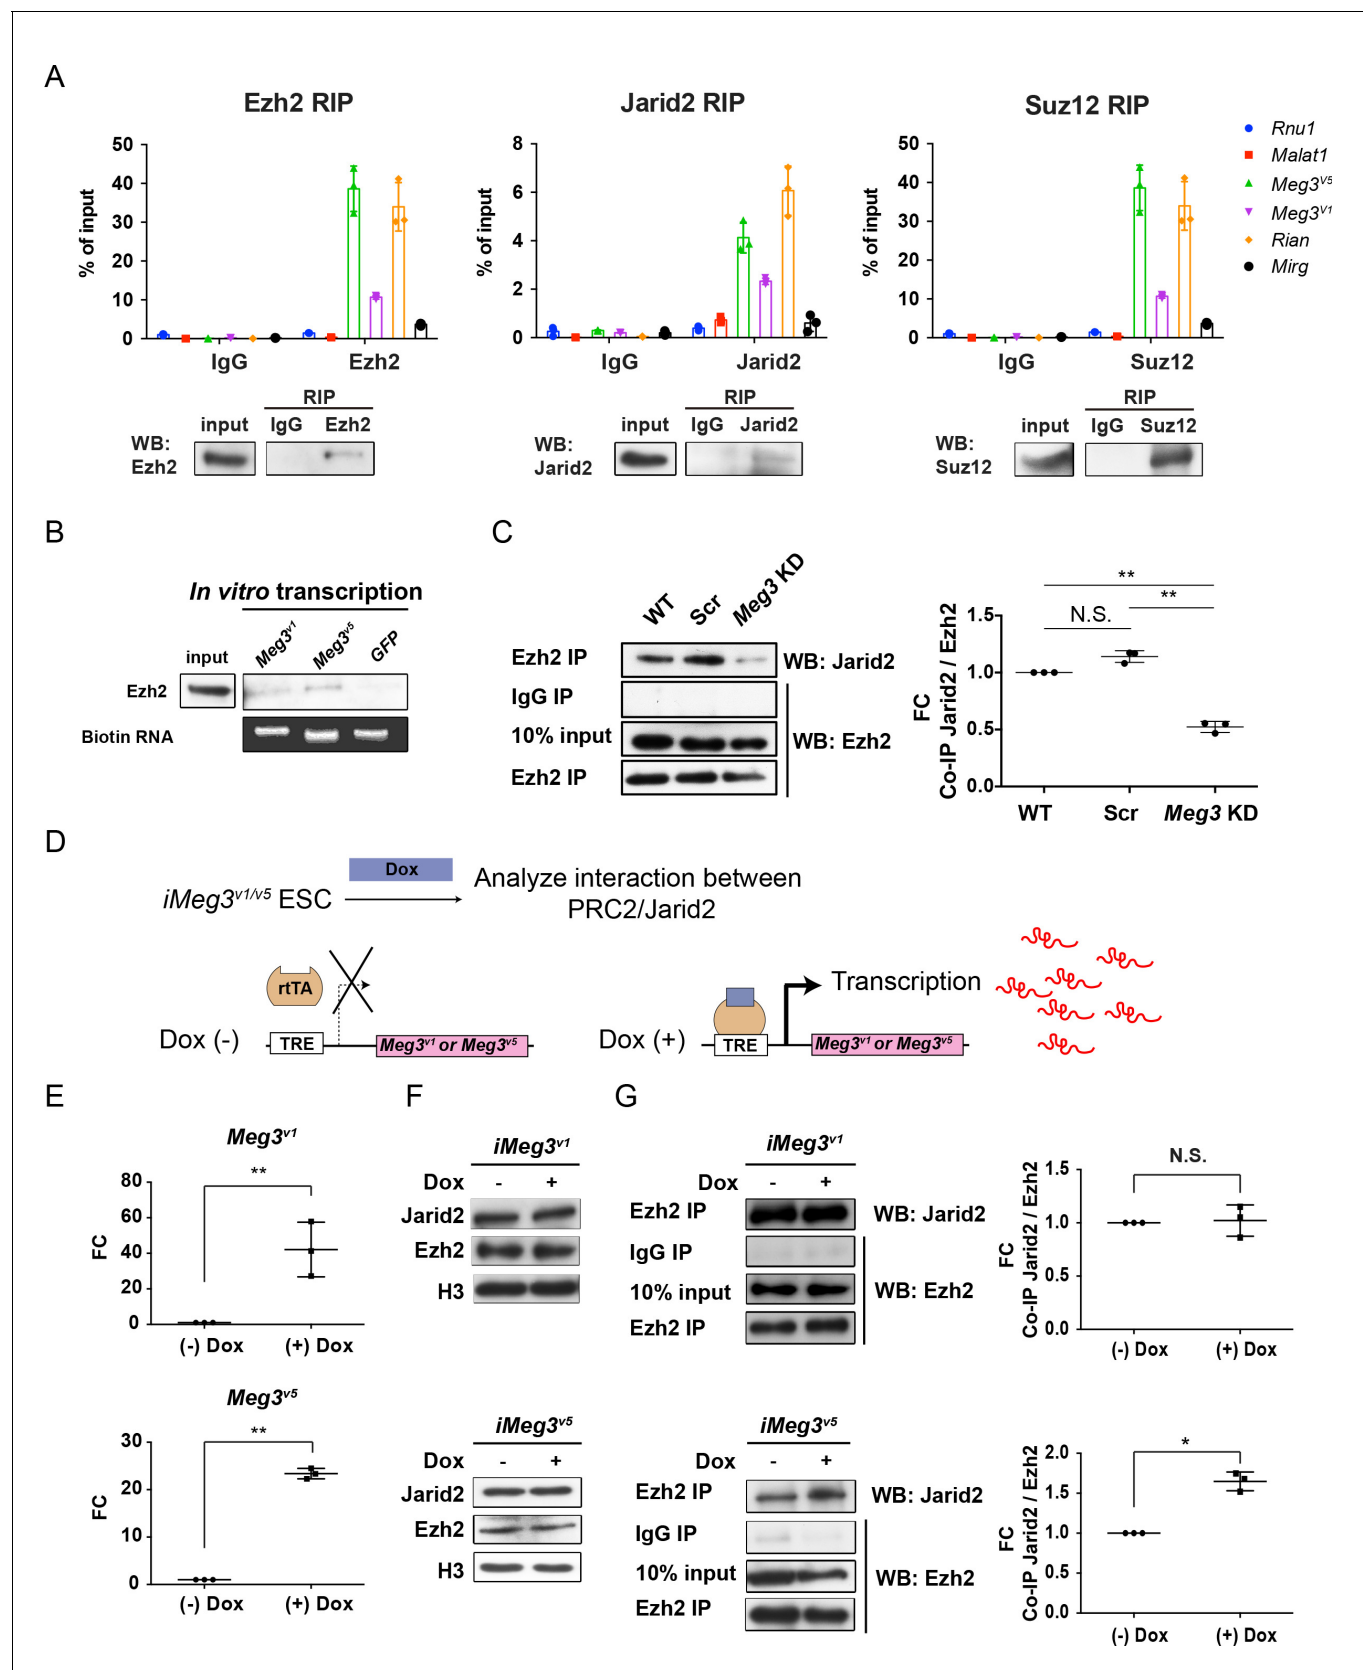 A
Ezh2 RIP
Jarid2 RIP
Suz12 RIP
% of input
50
40
30
20
10
0
IgG
Ezh2
% of input
8
6
4
2
0
IgG
Jarid2
% of input
50
40
30
20
10
0
IgG
Suz12
Rnu1
Malat1
Meg3V5
Meg3V1
Rian
Mirg
RIP
input IgG Ezh2
WB:
Ezh2
RIP
input IgG Jarid2
WB:
Jarid2
RIP
input IgG Suz12
WB:
Suz12
B
In vitro transcription
input Meg3v1 Meg3v5 GFP
Ezh2
Biotin RNA
C
WT Scr Meg3 KD
Ezh2 IP WB: Jarid2
IgG IP
10% input WB: Ezh2
Ezh2 IP
FC
Co-IP Jarid2 / Ezh2
1.5
1.0
0.5
0.0
**
**
N.S.
WT Scr Meg3 KD
D
Dox
iMeg3v1/v5 ESC
Analyze interaction between
PRC2/Jarid2
rtTA
Dox (-)
TRE
Meg3v1 or Meg3v5
Transcription
Dox (+)
TRE
Meg3v1 or Meg3v5
E
Meg3v1
**
FC
80
60
40
20
0
(-) Dox (+) Dox
Meg3v5
**
FC
30
20
10
0
(-) Dox (+) Dox
F
iMeg3v1
Dox - +
Jarid2
Ezh2
H3
iMeg3v5
Dox - +
Jarid2
Ezh2
H3
G
iMeg3v1
Dox - +
Ezh2 IP WB: Jarid2
IgG IP
10% input WB: Ezh2
Ezh2 IP
FC
Co-IP Jarid2 / Ezh2
N.S.
1.5
1.0
0.5
0.0
(-) Dox (+) Dox
iMeg3v5
Dox - +
Ezh2 IP WB: Jarid2
IgG IP
10% input WB: Ezh2
Ezh2 IP
FC
Co-IP Jarid2 / Ezh2
*
2.0
1.5
1.0
0.5
0.0
(-) Dox (+) Dox